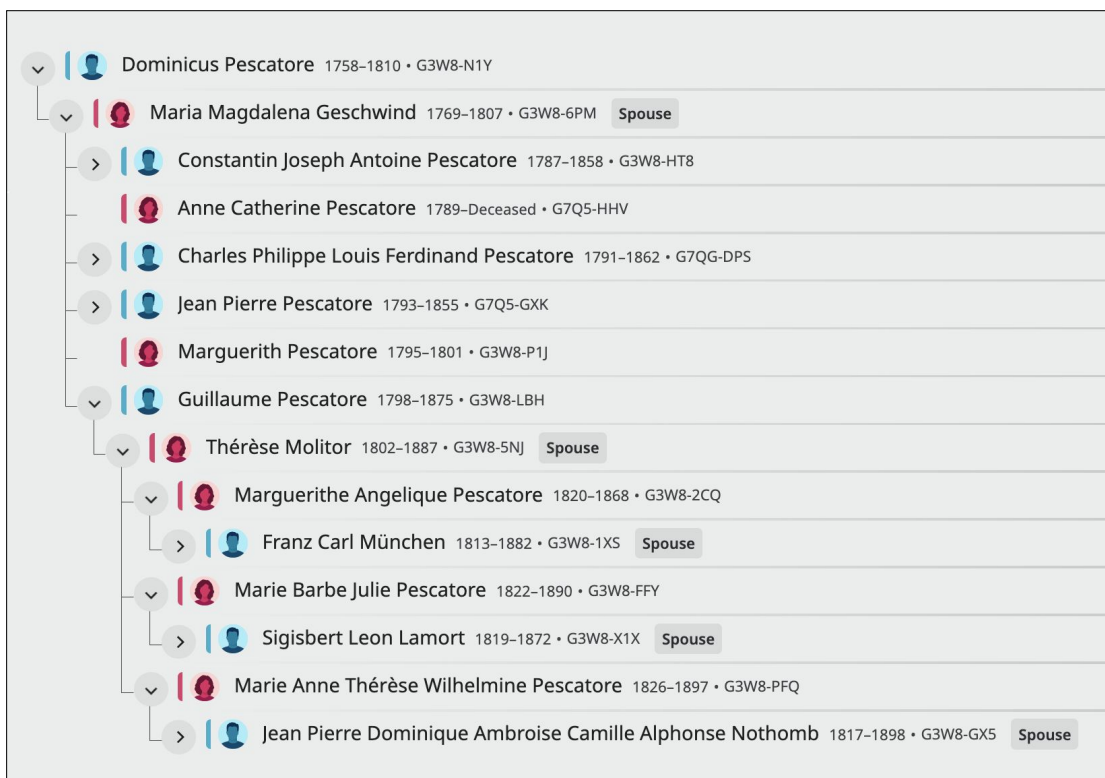 Dominicus Pescatore 1758–1810 • G3W8-N1Y
Maria Magdalena Geschwind 1769–1807 • G3W8-6PM Spouse
Constantin Joseph Antoine Pescatore 1787–1858 • G3W8-HT8
Anne Catherine Pescatore 1789–Deceased • G7Q5-HHV
Charles Philippe Louis Ferdinand Pescatore 1791–1862 • G7QG-DPS
Jean Pierre Pescatore 1793–1855 • G7Q5-GXK
Marguerith Pescatore 1795–1801 • G3W8-P1J
Guillaume Pescatore 1798–1875 • G3W8-LBH
Thérèse Molitor 1802–1887 • G3W8-5NJ Spouse
Marguerithe Angelique Pescatore 1820–1868 • G3W8-2CQ
Franz Carl München 1813–1882 • G3W8-1XS Spouse
Marie Barbe Julie Pescatore 1822–1890 • G3W8-FFY
Sigisbert Leon Lamort 1819–1872 • G3W8-X1X Spouse
Marie Anne Thérèse Wilhelmine Pescatore 1826–1897 • G3W8-PFQ
Jean Pierre Dominique Ambroise Camille Alphonse Nothomb 1817–1898 • G3W8-GX5 Spouse